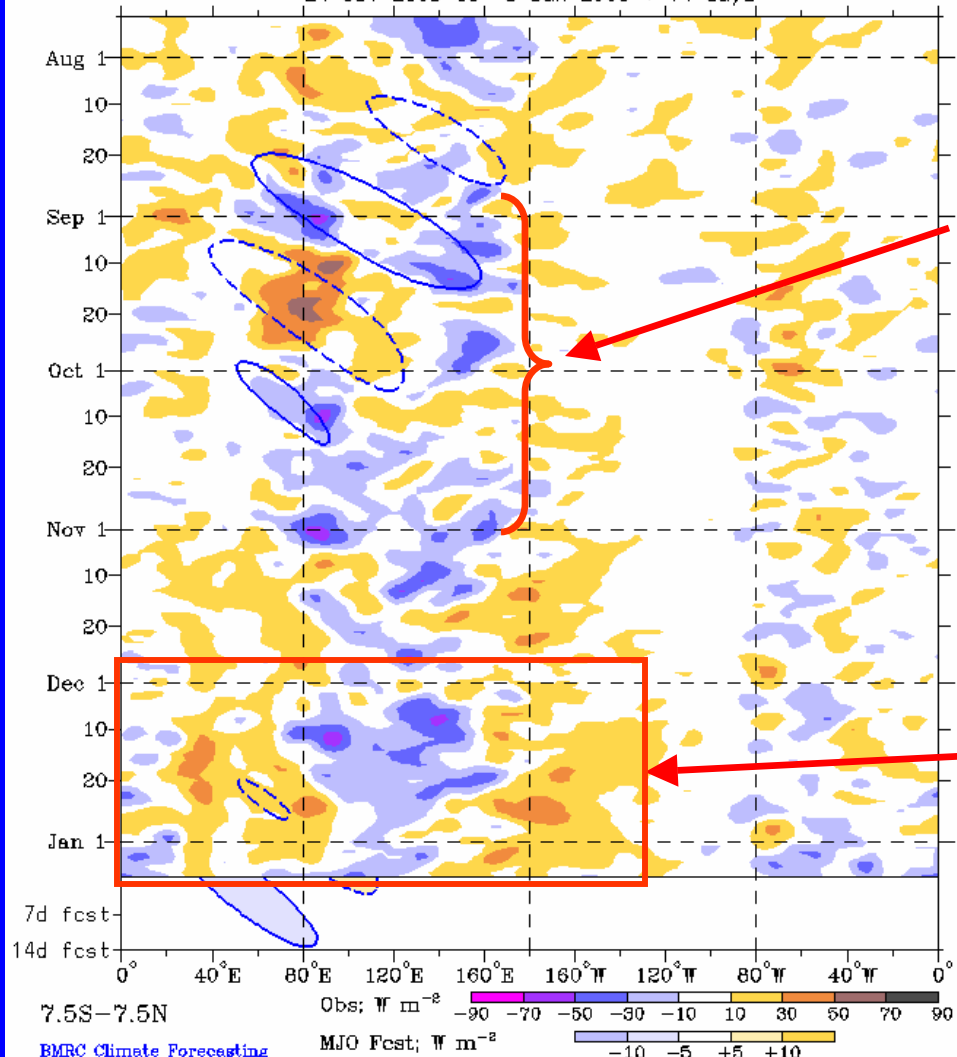 Aug 1
10
20
Sep 1
10
20
Oct 1
10
20
Nov 1
10
20
Dec 1
10
20
Jan 1
7d fcst
14d fcst
0° 40°E 80°E 120°E 160°E 160°W 120°W 80°W 40°W 0°
7.5S-7.5N
Obs; W m⁻²
-90 -70 -50 -30 -10 10 30 50 70 90
BMRC Climate Forecasting
MJO Fcst; W m⁻²
-10 -5 +5 +10